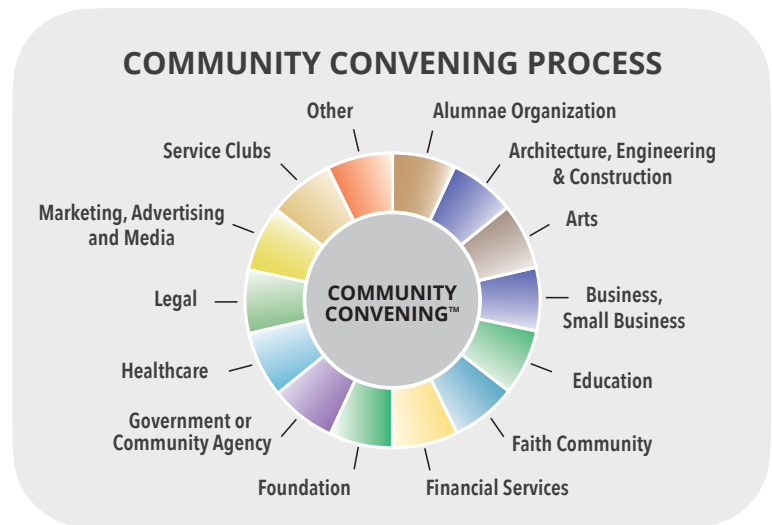 COMMUNITY CONVENING PROCESS
Other
Alumnae Organization
Service Clubs
Architecture, Engineering
& Construction
Marketing, Advertising
and Media
Arts
Legal
COMMUNITY
CONVENING™
Business,
Small Business
Healthcare
Education
Government or
Community Agency
Faith Community
Foundation
Financial Services